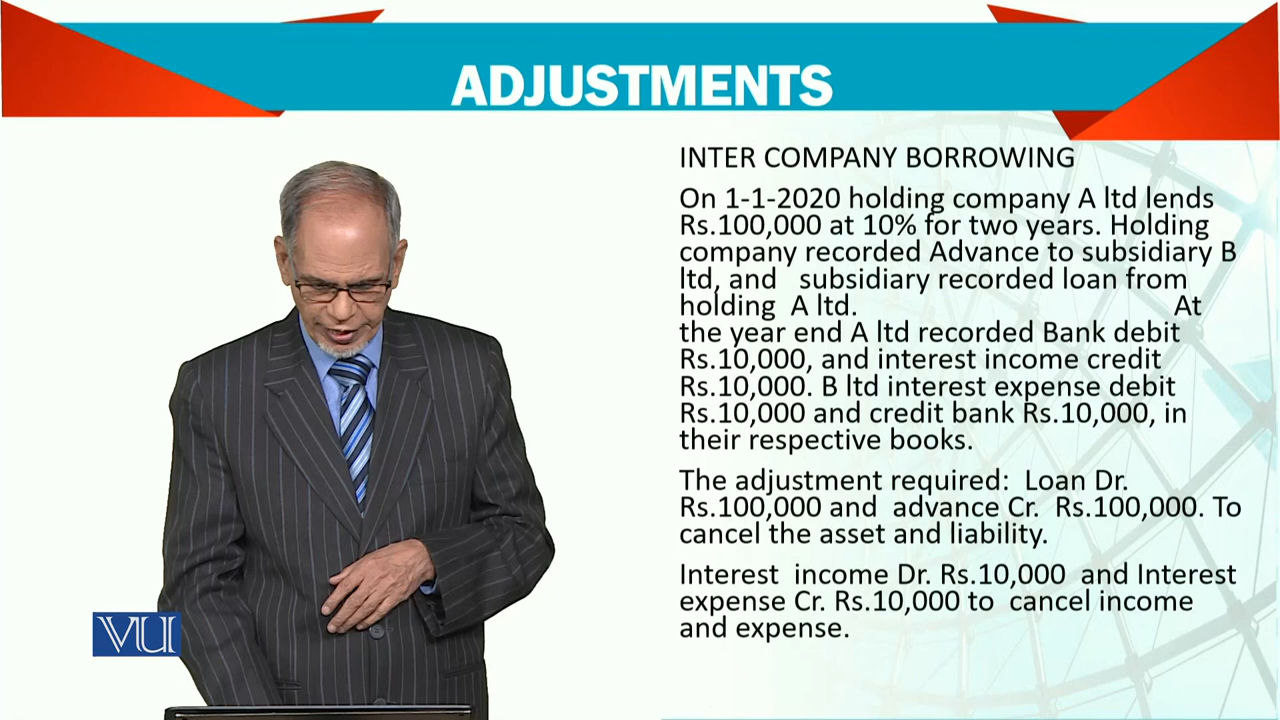 ADJUSTMENTS
INTER COMPANY BORROWING
On 1-1-2020 holding company A ltd lends
Rs.100,000 at 10% for two years. Holding
company recorded Advance to subsidiary B
ltd, and subsidiary recorded loan from
holding A ltd. At
the year end A ltd recorded Bank debit
Rs.10,000, and interest income credit
Rs.10,000. B ltd interest expense debit
Rs.10,000 and credit bank Rs.10,000, in
their respective books.
The adjustment required: Loan Dr.
Rs.100,000 and advance Cr. Rs.100,000. To
cancel the asset and liability.
Interest income Dr. Rs.10,000 and Interest
expense Cr. Rs.10,000 to cancel income
and expense.
VU